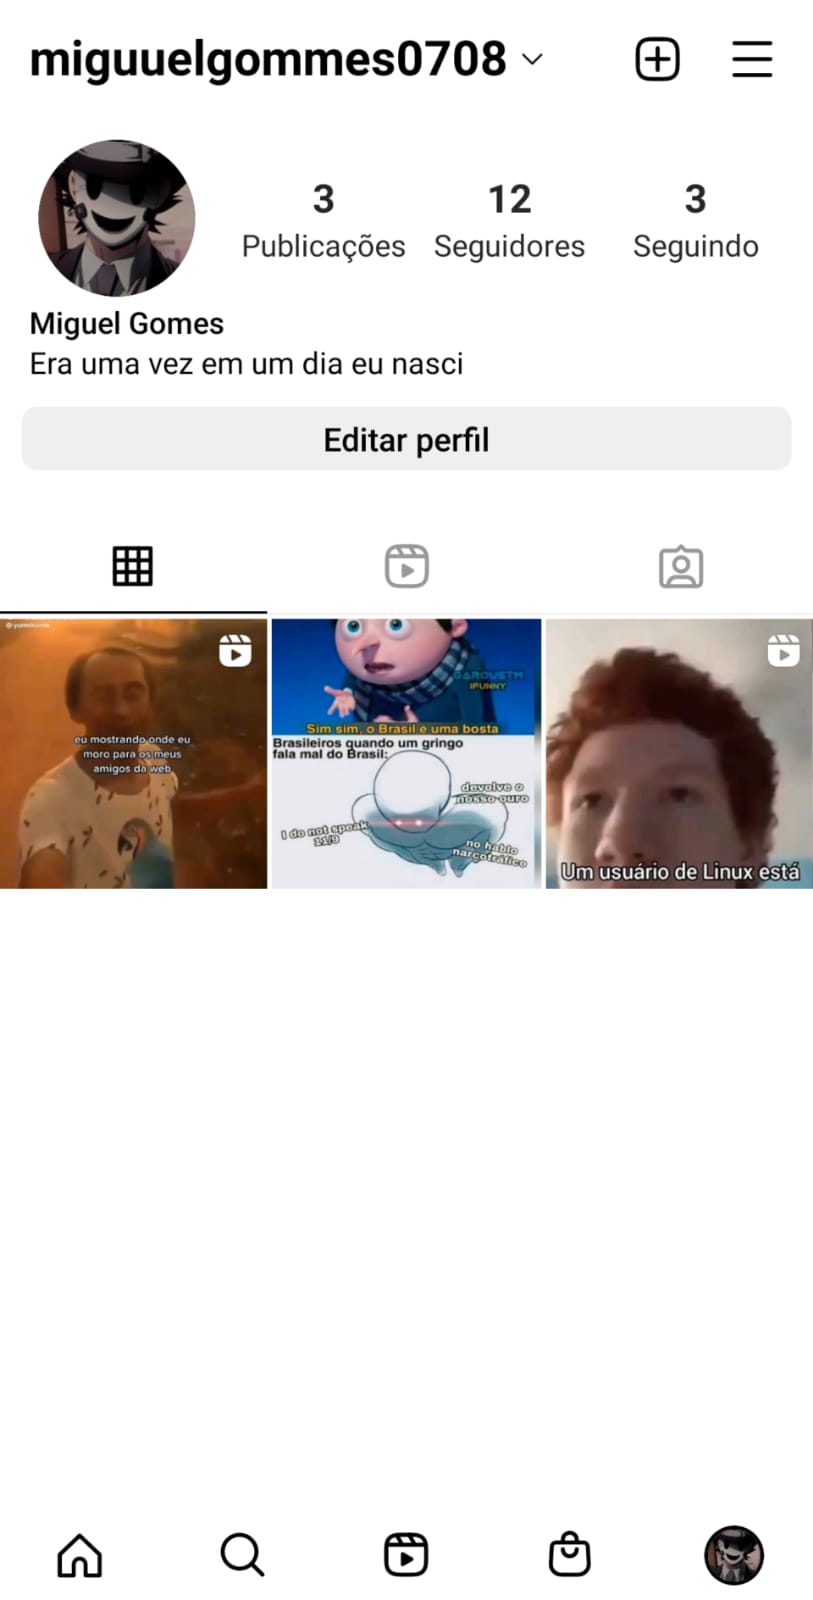 miguuelgommes0708
3 12 3
Publicações Seguidores Seguindo
Miguel Gomes
Era uma vez em um dia eu nasci
Editar perfil
eu mostrando onde eu
moro para os meus
amigos da web
GAROUSTM
IFUNNY
Sim sim, o Brasil é uma bosta
Brasileiros quando um gringo
fala mal do Brasil:
devolve o
nosso ouro
I do not speak
11/9
no hablo
narcotráfico
Um usuário de Linux está